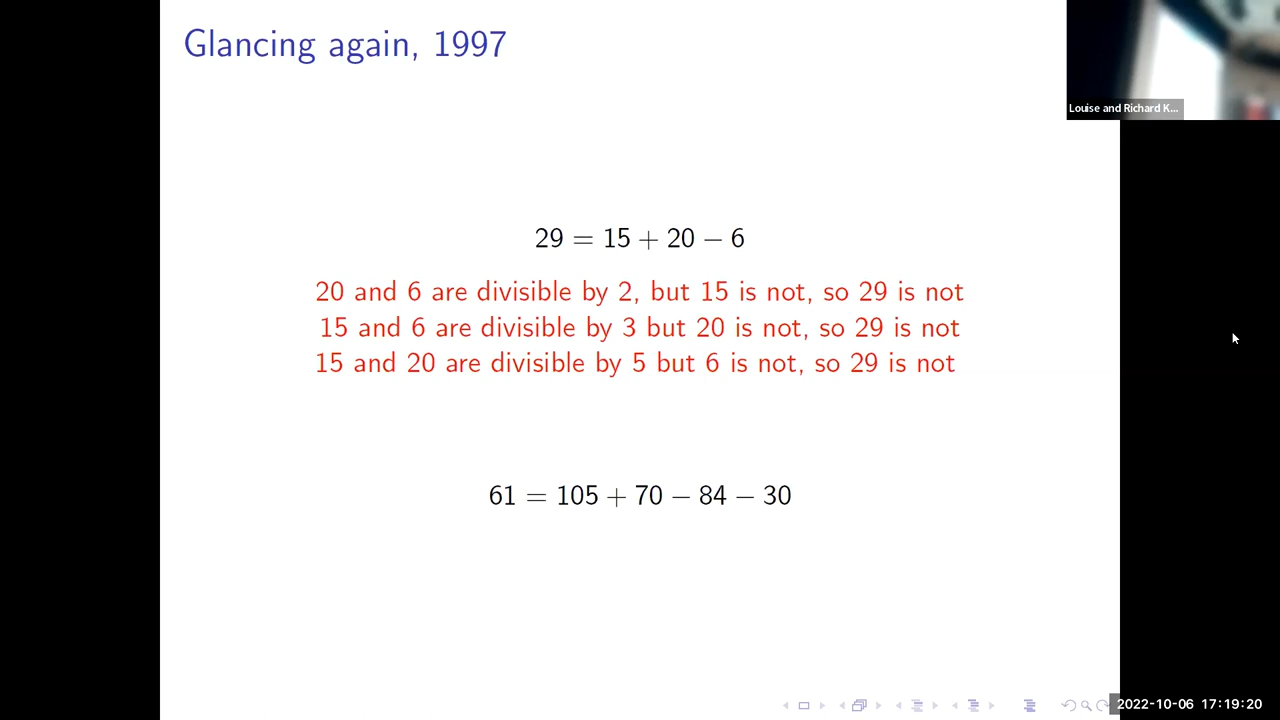 Glancing again, 1997
Louise and Richard K...
29 = 15 + 20 − 6
20 and 6 are divisible by 2, but 15 is not, so 29 is not
15 and 6 are divisible by 3 but 20 is not, so 29 is not
15 and 20 are divisible by 5 but 6 is not, so 29 is not
61 = 105 + 70 − 84 − 30
2022-10-06 17:19:20